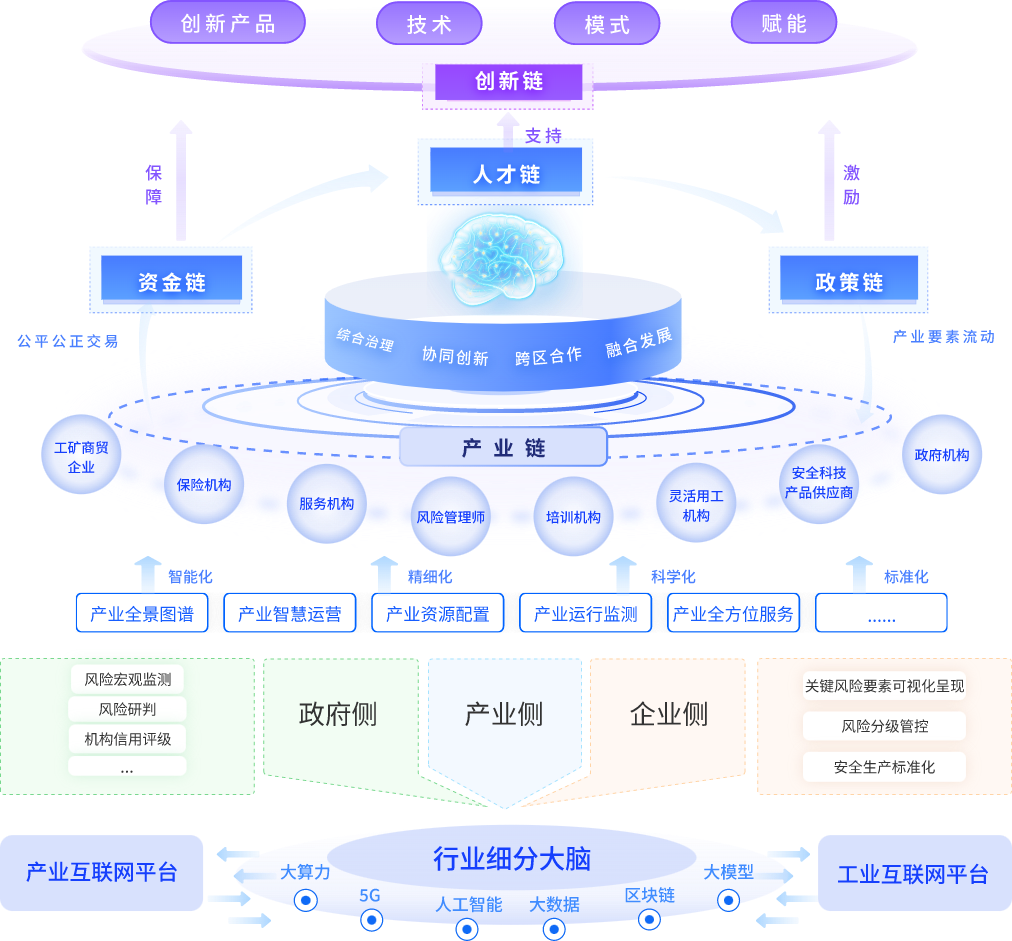 创新产品
技术
模式
赋能
创新链
支持
保
障
激
励
人才链
资金链
政策链
公平公正交易
产业要素流动
综合治理
协同创新
跨区合作
融合发展
产业链
工矿商贸
企业
保险机构
服务机构
风险管理师
培训机构
灵活用工
机构
安全科技
产品供应商
政府机构
智能化
精细化
科学化
标准化
产业全景图谱
产业智慧运营
产业资源配置
产业运行监测
产业全方位服务
......
风险宏观监测
风险研判
机构信用评级
...
政府侧
产业侧
企业侧
关键风险要素可视化呈现
风险分级管控
安全生产标准化
产业互联网平台
行业细分大脑
工业互联网平台
大算力
5G
人工智能
大数据
区块链
大模型